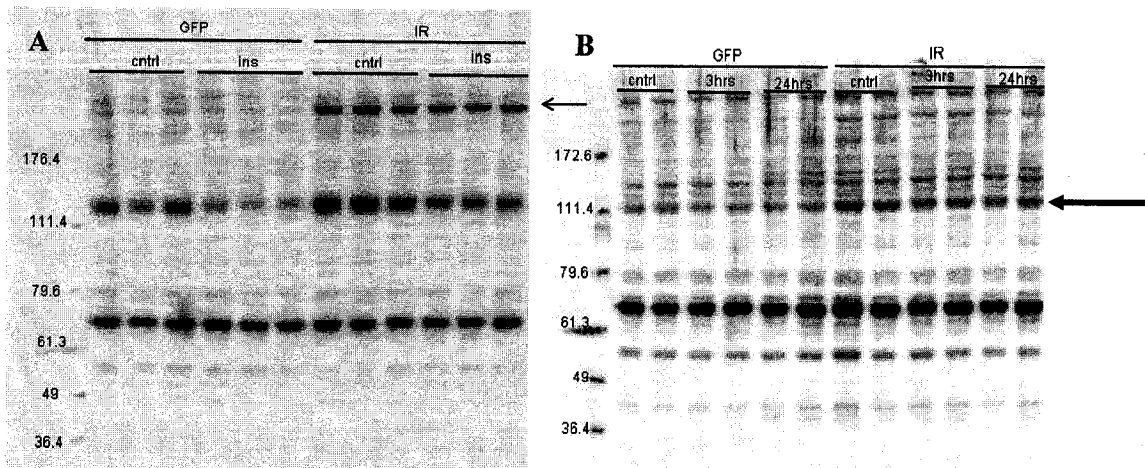 A
GFP
IR
cntrl
ins
cntrl
ins
176.4
111.4
79.6
61.3
49
36.4
B
GFP
IR
cntrl
3hrs
24hrs
cntrl
3hrs
24hrs
172.6
111.4
79.6
61.3
49
36.4